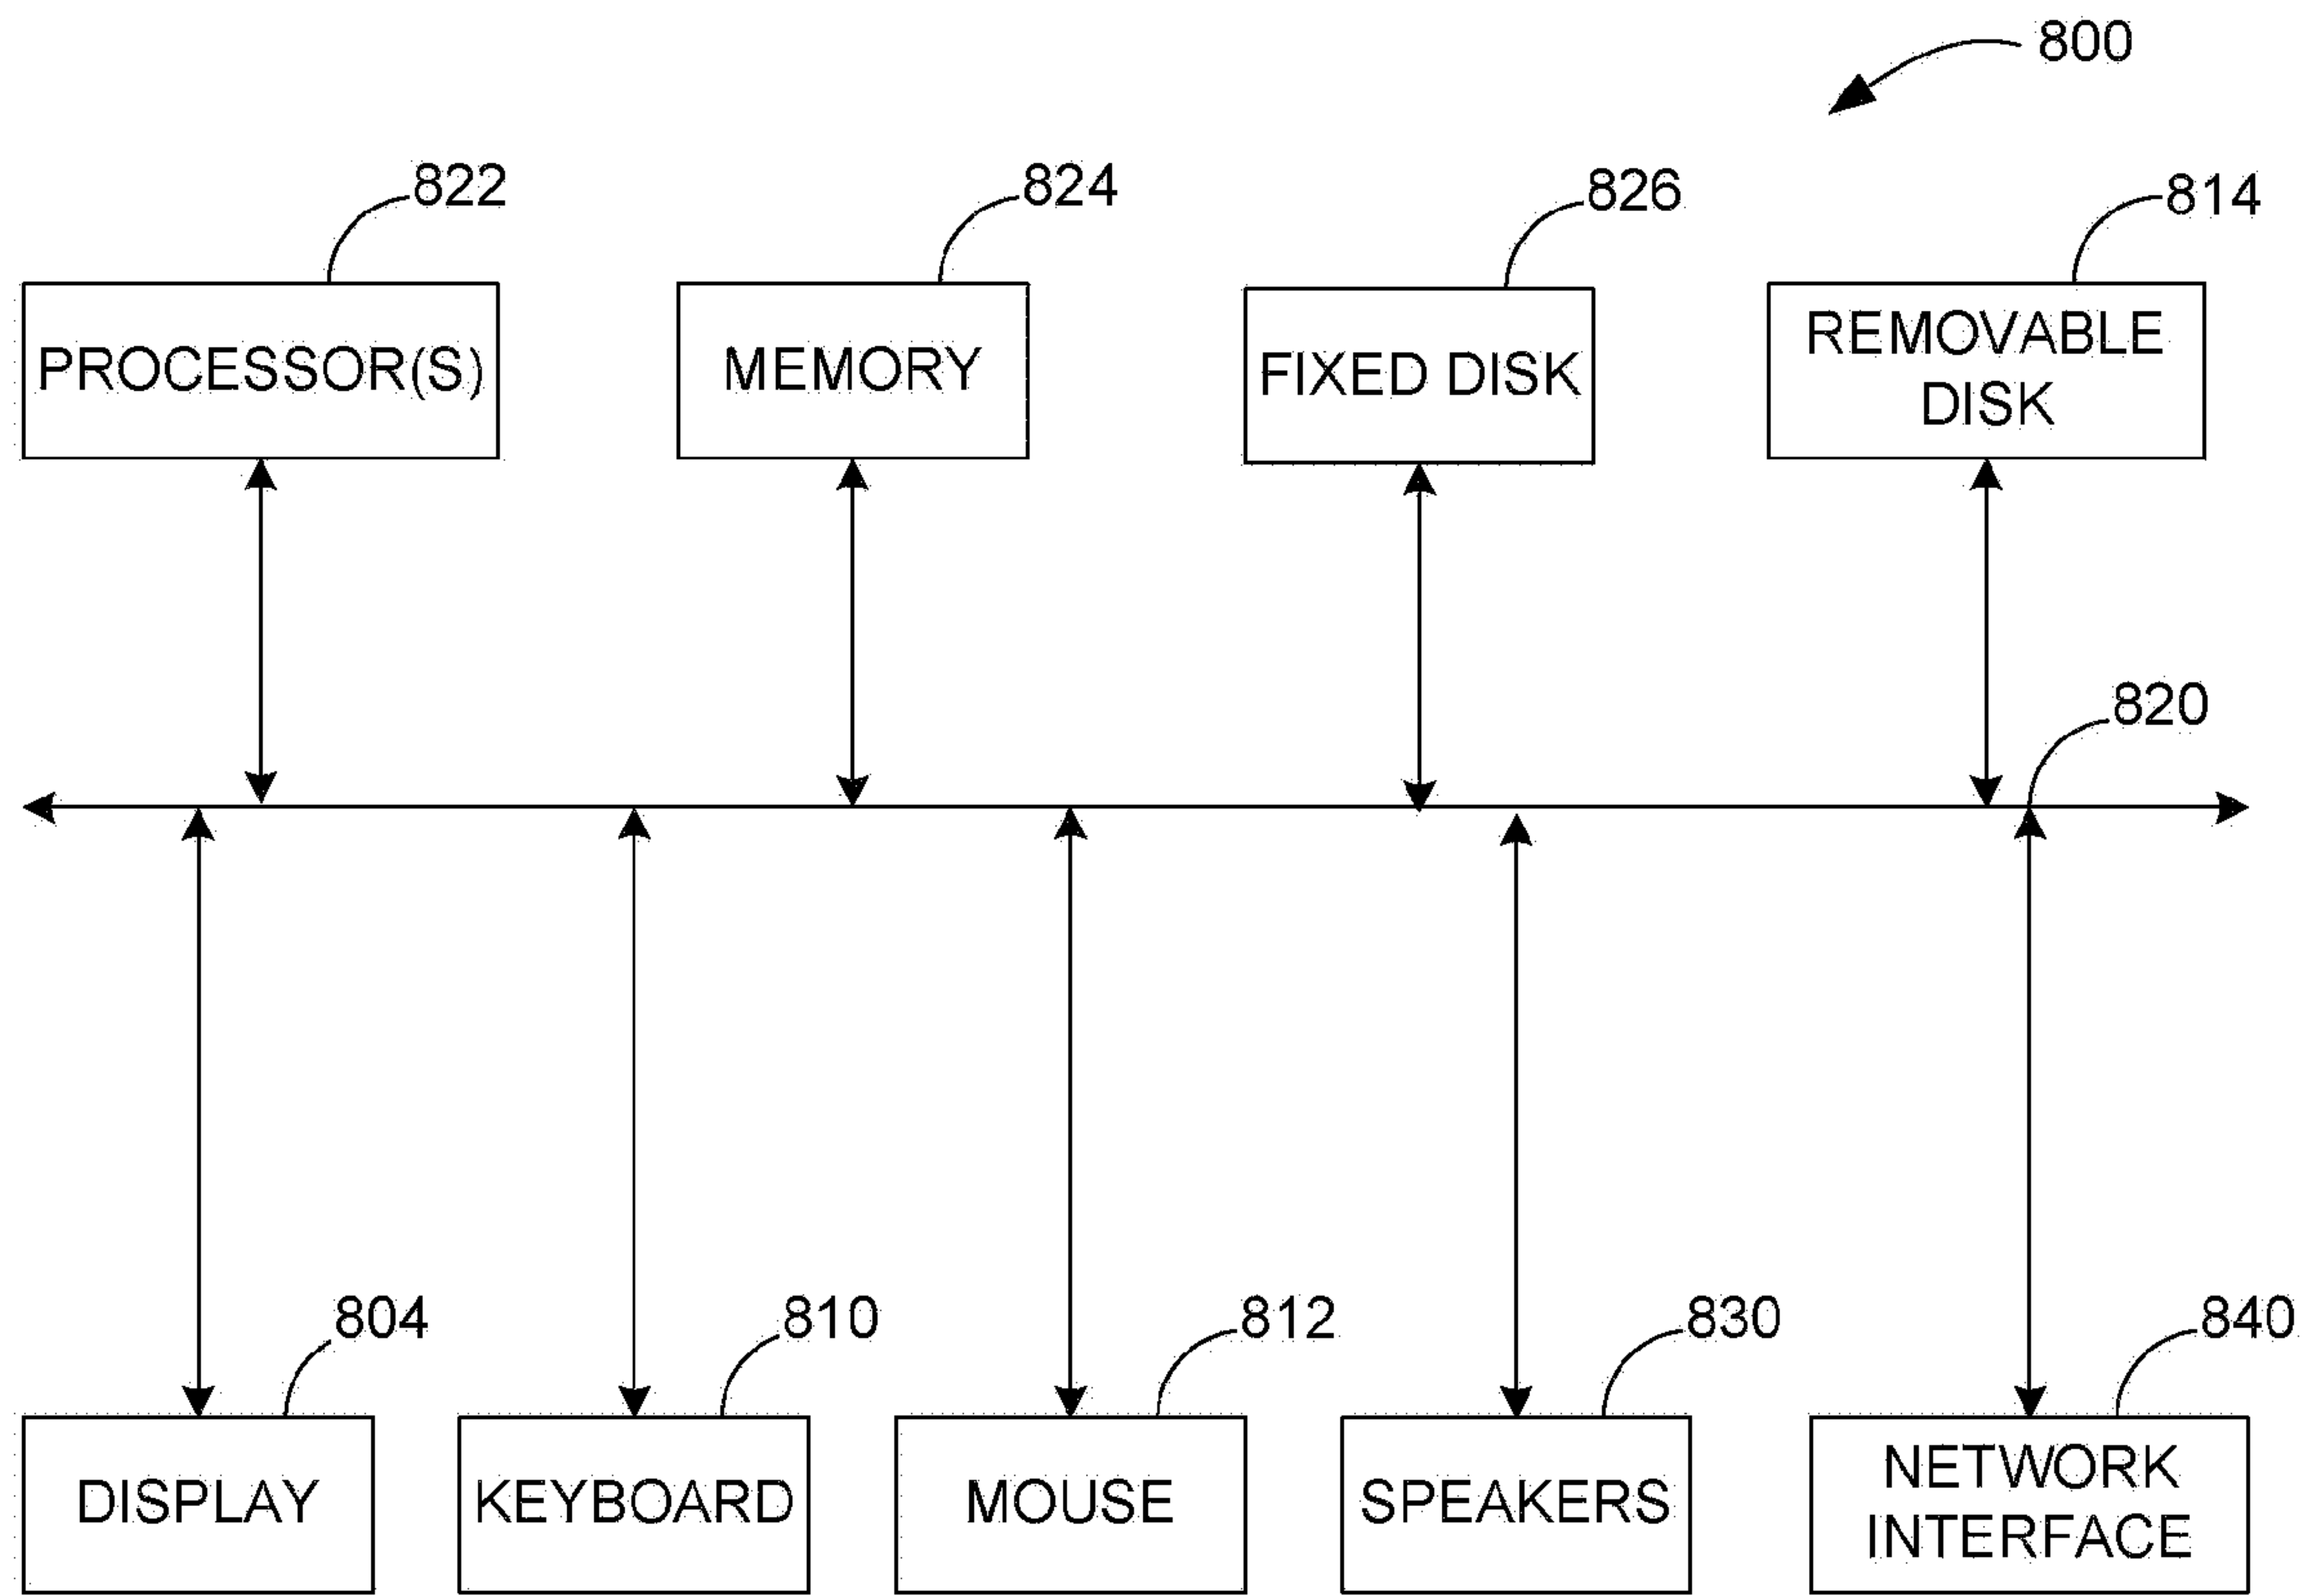 800
822
824
826
814
PROCESSOR(S)
MEMORY
FIXED DISK
REMOVABLE
DISK
820
804
810
812
830
840
DISPLAY
KEYBOARD
MOUSE
SPEAKERS
NETWORK
INTERFACE